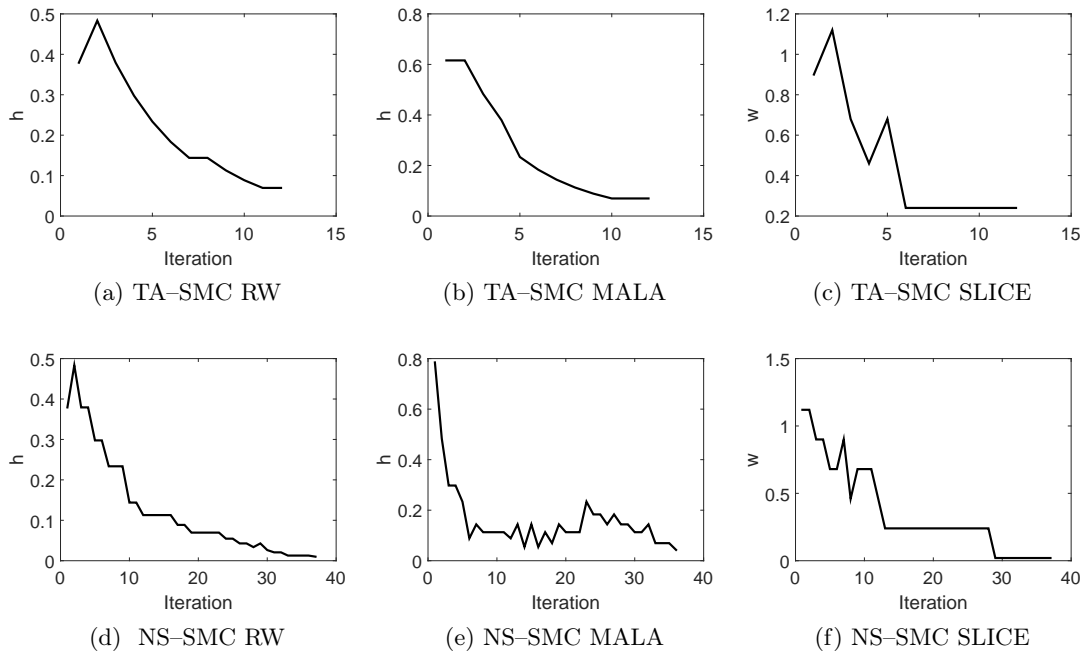 0.5
0.4
0.3
0.2
0.1
0
h
0 5 10 15
Iteration
(a) TA–SMC RW
0.8
0.6
0.4
0.2
0
h
0 5 10 15
Iteration
(b) TA–SMC MALA
1.2
1
0.8
0.6
0.4
0.2
w
0 5 10 15
Iteration
(c) TA–SMC SLICE
0.5
0.4
0.3
0.2
0.1
0
h
0 10 20 30 40
Iteration
(d) NS–SMC RW
0.8
0.6
0.4
0.2
0
h
0 10 20 30 40
Iteration
(e) NS–SMC MALA
1.5
1
0.5
0
w
0 10 20 30 40
Iteration
(f) NS–SMC SLICE